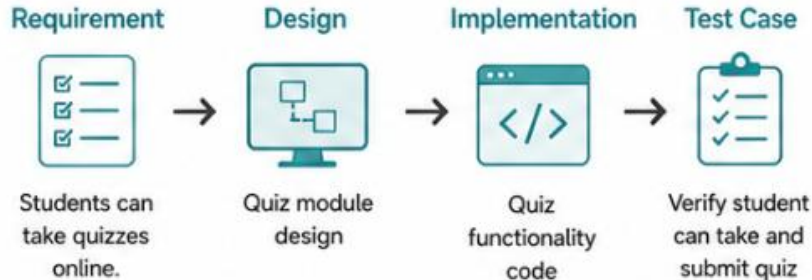 Requirement
Design
Implementation
Test Case
</>
Students can
take quizzes
online.
Quiz module
design
Quiz
functionality
code
Verify student
can take and
submit quiz